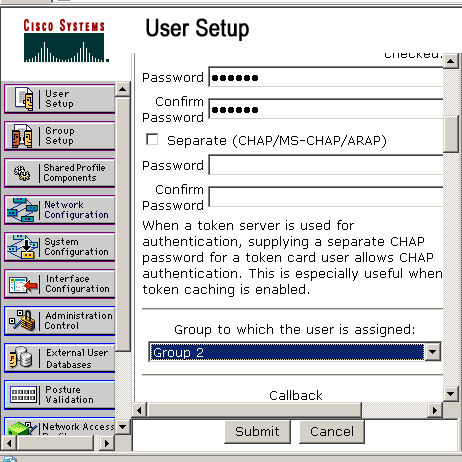 CISCO SYSTEMS
User Setup
User
Setup
Group
Setup
Shared Profile
Components
Network
Configuration
System
Configuration
Interface
Configuration
Administration
Control
External User
Databases
Posture
Validation
Network Access
checked.
Password
Confirm
Password
Separate (CHAP/MS-CHAP/ARAP)
Password
Confirm
Password
When a token server is used for
authentication, supplying a separate CHAP
password for a token card user allows CHAP
authentication. This is especially useful when
token caching is enabled.
Group to which the user is assigned:
Group 2
Callback
Submit
Cancel